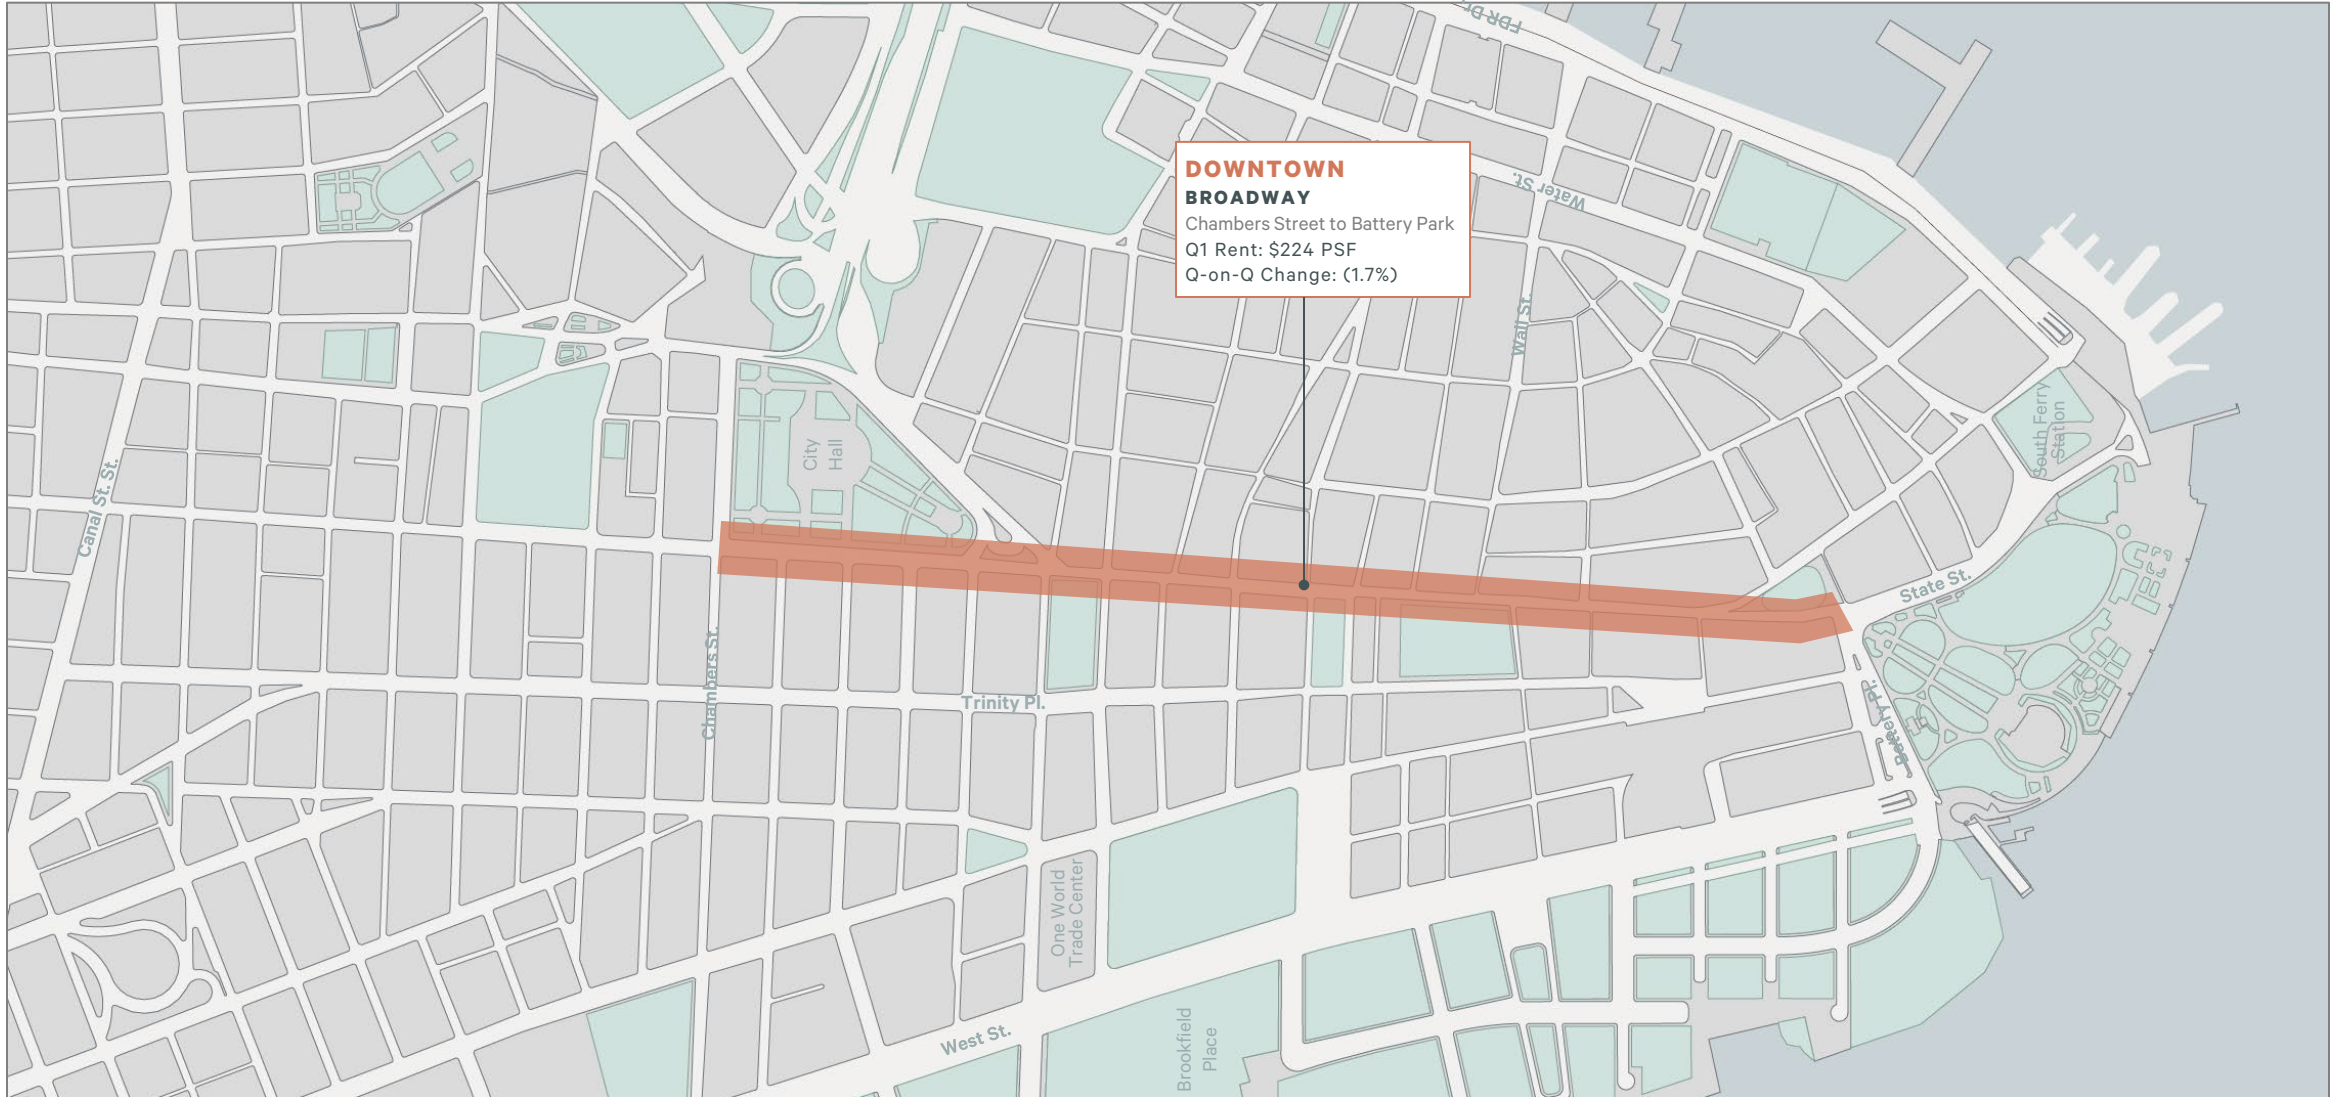 FDR Dr
DOWNTOWN
BROADWAY
Chambers Street to Battery Park
Q1 Rent: $224 PSF
Q-on-Q Change: (1.7%)
Water St.
Wall St.
South Ferry
Station
City
Hall
Canal St. St.
State St.
Chambers St.
Trinity Pl.
Battery Pl.
One World
Trade Center
West St.
Brookfield
Place